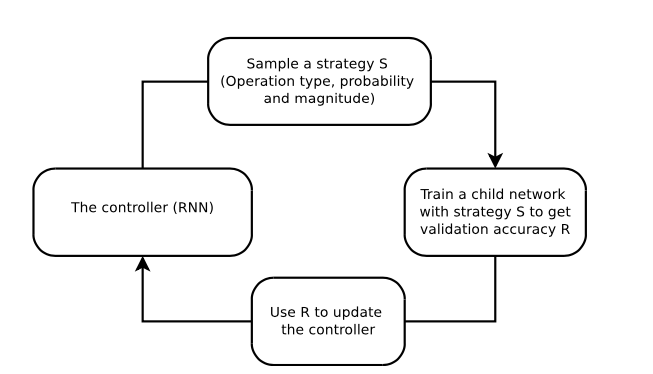 Sample a strategy S
(Operation type, probability
and magnitude)
The controller (RNN)
Train a child network
with strategy S to get
validation accuracy R
Use R to update
the controller